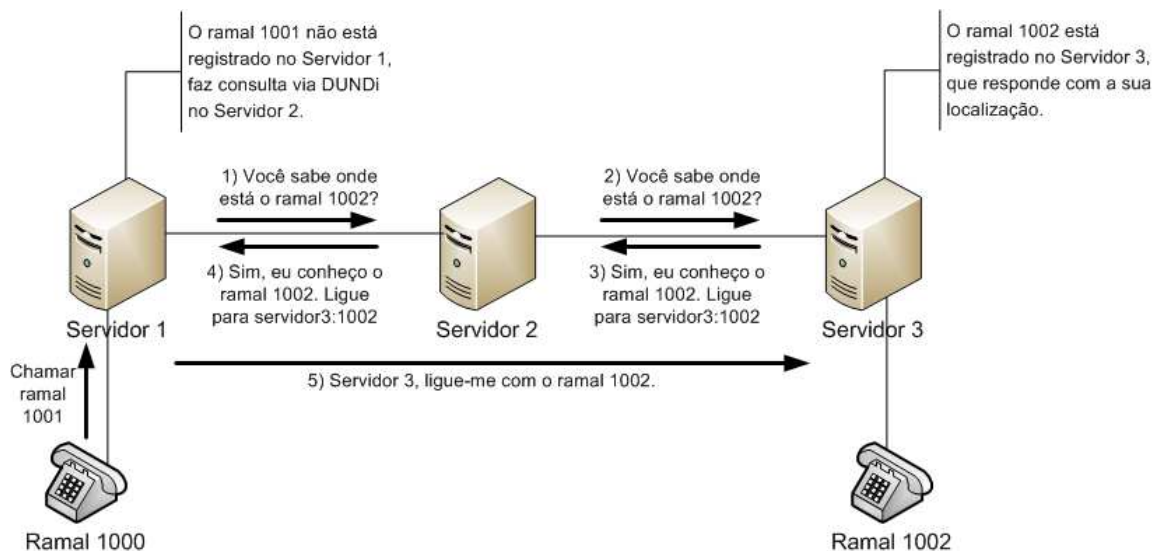 O ramal 1001 não está
registrado no Servidor 1,
faz consulta via DUNDi
no Servidor 2.
O ramal 1002 está
registrado no Servidor 3,
que responde com a sua
localização.
1) Você sabe onde
está o ramal 1002?
2) Você sabe onde
está o ramal 1002?
4) Sim, eu conheço o
ramal 1002. Ligue
para servidor3:1002
3) Sim, eu conheço o
ramal 1002. Ligue
para servidor3:1002
Servidor 1
Servidor 2
Servidor 3
Chamar
ramal
1001
5) Servidor 3, ligue-me com o ramal 1002.
Ramal 1000
Ramal 1002